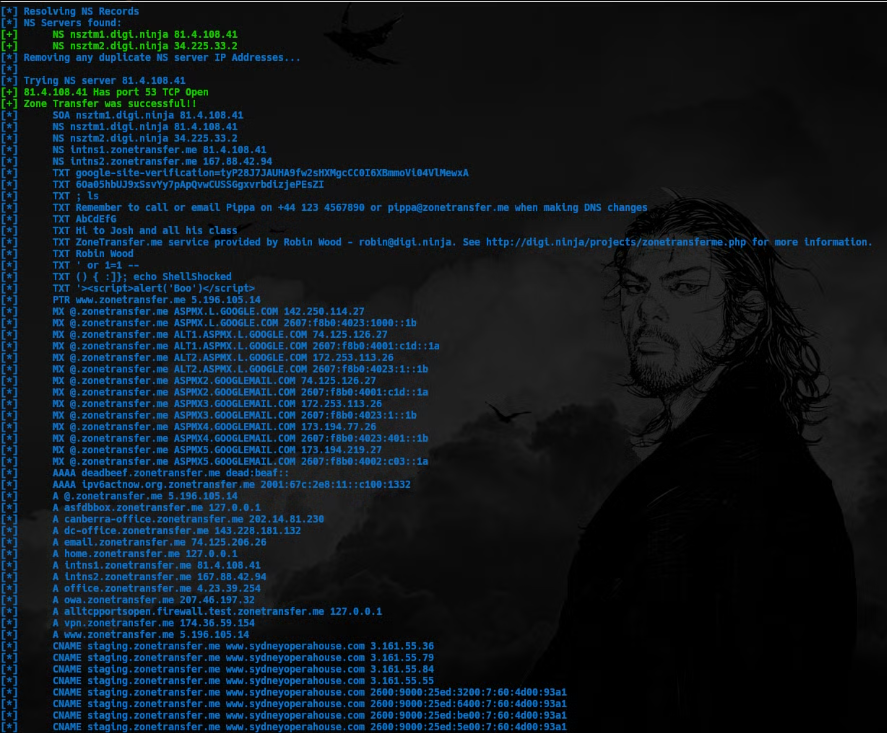 [*] Resolving NS Records
[*] NS Servers found:
[+] NS nsztm1.digi.ninja 81.4.108.41
[+] NS nsztm2.digi.ninja 34.225.33.2
[*] Removing any duplicate NS server IP Addresses...
[*]
[*] Trying NS server 81.4.108.41
[+] 81.4.108.41 Has port 53 TCP Open
[+] Zone Transfer was successful!!
[*] SOA nsztm1.digi.ninja 81.4.108.41
[*] NS nsztm1.digi.ninja 81.4.108.41
[*] NS nsztm2.digi.ninja 34.225.33.2
[*] NS intns1.zonetransfer.me 81.4.108.41
[*] NS intns2.zonetransfer.me 167.88.42.94
[*] TXT google-site-verification=tyP28J7JAUHA9fw2sHXMgcCC0I6XBmmoVi04VlMewxA
[*] TXT 6Oa05hbUJ9xSsvYy7pApQvwCUSSGgxvrbdizjePEsZI
[*] TXT ; ls
[*] TXT Remember to call or email Pippa on +44 123 4567890 or pippa@zonetransfer.me when making DNS changes
[*] TXT AbCdEfG
[*] TXT Hi to Josh and all his class
[*] TXT ZoneTransfer.me service provided by Robin Wood - robin@digi.ninja. See http://digi.ninja/projects/zonetransferme.php for more information.
[*] TXT Robin Wood
[*] TXT ' or 1=1 --
[*] TXT () { :]}; echo ShellShocked
[*] TXT '><script>alert('Boo')</script>
[*] PTR www.zonetransfer.me 5.196.105.14
[*] MX @.zonetransfer.me ASPMX.L.GOOGLE.COM 142.250.114.27
[*] MX @.zonetransfer.me ASPMX.L.GOOGLE.COM 2607:f8b0:4023:1000::1b
[*] MX @.zonetransfer.me ALT1.ASPMX.L.GOOGLE.COM 74.125.126.27
[*] MX @.zonetransfer.me ALT1.ASPMX.L.GOOGLE.COM 2607:f8b0:4001:c1d::1a
[*] MX @.zonetransfer.me ALT2.ASPMX.L.GOOGLE.COM 172.253.113.26
[*] MX @.zonetransfer.me ALT2.ASPMX.L.GOOGLE.COM 2607:f8b0:4023:1::1b
[*] MX @.zonetransfer.me ASPMX2.GOOGLEMAIL.COM 74.125.126.27
[*] MX @.zonetransfer.me ASPMX2.GOOGLEMAIL.COM 2607:f8b0:4001:c1d::1a
[*] MX @.zonetransfer.me ASPMX3.GOOGLEMAIL.COM 172.253.113.26
[*] MX @.zonetransfer.me ASPMX3.GOOGLEMAIL.COM 2607:f8b0:4023:1::1b
[*] MX @.zonetransfer.me ASPMX4.GOOGLEMAIL.COM 173.194.77.26
[*] MX @.zonetransfer.me ASPMX4.GOOGLEMAIL.COM 2607:f8b0:4023:401::1b
[*] MX @.zonetransfer.me ASPMX5.GOOGLEMAIL.COM 173.194.219.27
[*] MX @.zonetransfer.me ASPMX5.GOOGLEMAIL.COM 2607:f8b0:4002:c03::1a
[*] AAAA deadbeef.zonetransfer.me dead:beaf::
[*] AAAA ipv6actnow.org.zonetransfer.me 2001:67c:2e8:11::c100:1332
[*] A @.zonetransfer.me 5.196.105.14
[*] A asfdbbox.zonetransfer.me 127.0.0.1
[*] A canberra-office.zonetransfer.me 202.14.81.230
[*] A dc-office.zonetransfer.me 143.228.181.132
[*] A email.zonetransfer.me 74.125.206.26
[*] A home.zonetransfer.me 127.0.0.1
[*] A intns1.zonetransfer.me 81.4.108.41
[*] A intns2.zonetransfer.me 167.88.42.94
[*] A office.zonetransfer.me 4.23.39.254
[*] A owa.zonetransfer.me 207.46.197.32
[*] A alltcpportsopen.firewall.test.zonetransfer.me 127.0.0.1
[*] A vpn.zonetransfer.me 174.36.59.154
[*] A www.zonetransfer.me 5.196.105.14
[*] CNAME staging.zonetransfer.me www.sydneyoperahouse.com 3.161.55.36
[*] CNAME staging.zonetransfer.me www.sydneyoperahouse.com 3.161.55.79
[*] CNAME staging.zonetransfer.me www.sydneyoperahouse.com 3.161.55.84
[*] CNAME staging.zonetransfer.me www.sydneyoperahouse.com 3.161.55.55
[*] CNAME staging.zonetransfer.me www.sydneyoperahouse.com 2600:9000:25ed:3200:7:60:4d00:93a1
[*] CNAME staging.zonetransfer.me www.sydneyoperahouse.com 2600:9000:25ed:6400:7:60:4d00:93a1
[*] CNAME staging.zonetransfer.me www.sydneyoperahouse.com 2600:9000:25ed:be00:7:60:4d00:93a1
[*] CNAME staging.zonetransfer.me www.sydneyoperahouse.com 2600:9000:25ed:5e00:7:60:4d00:93a1